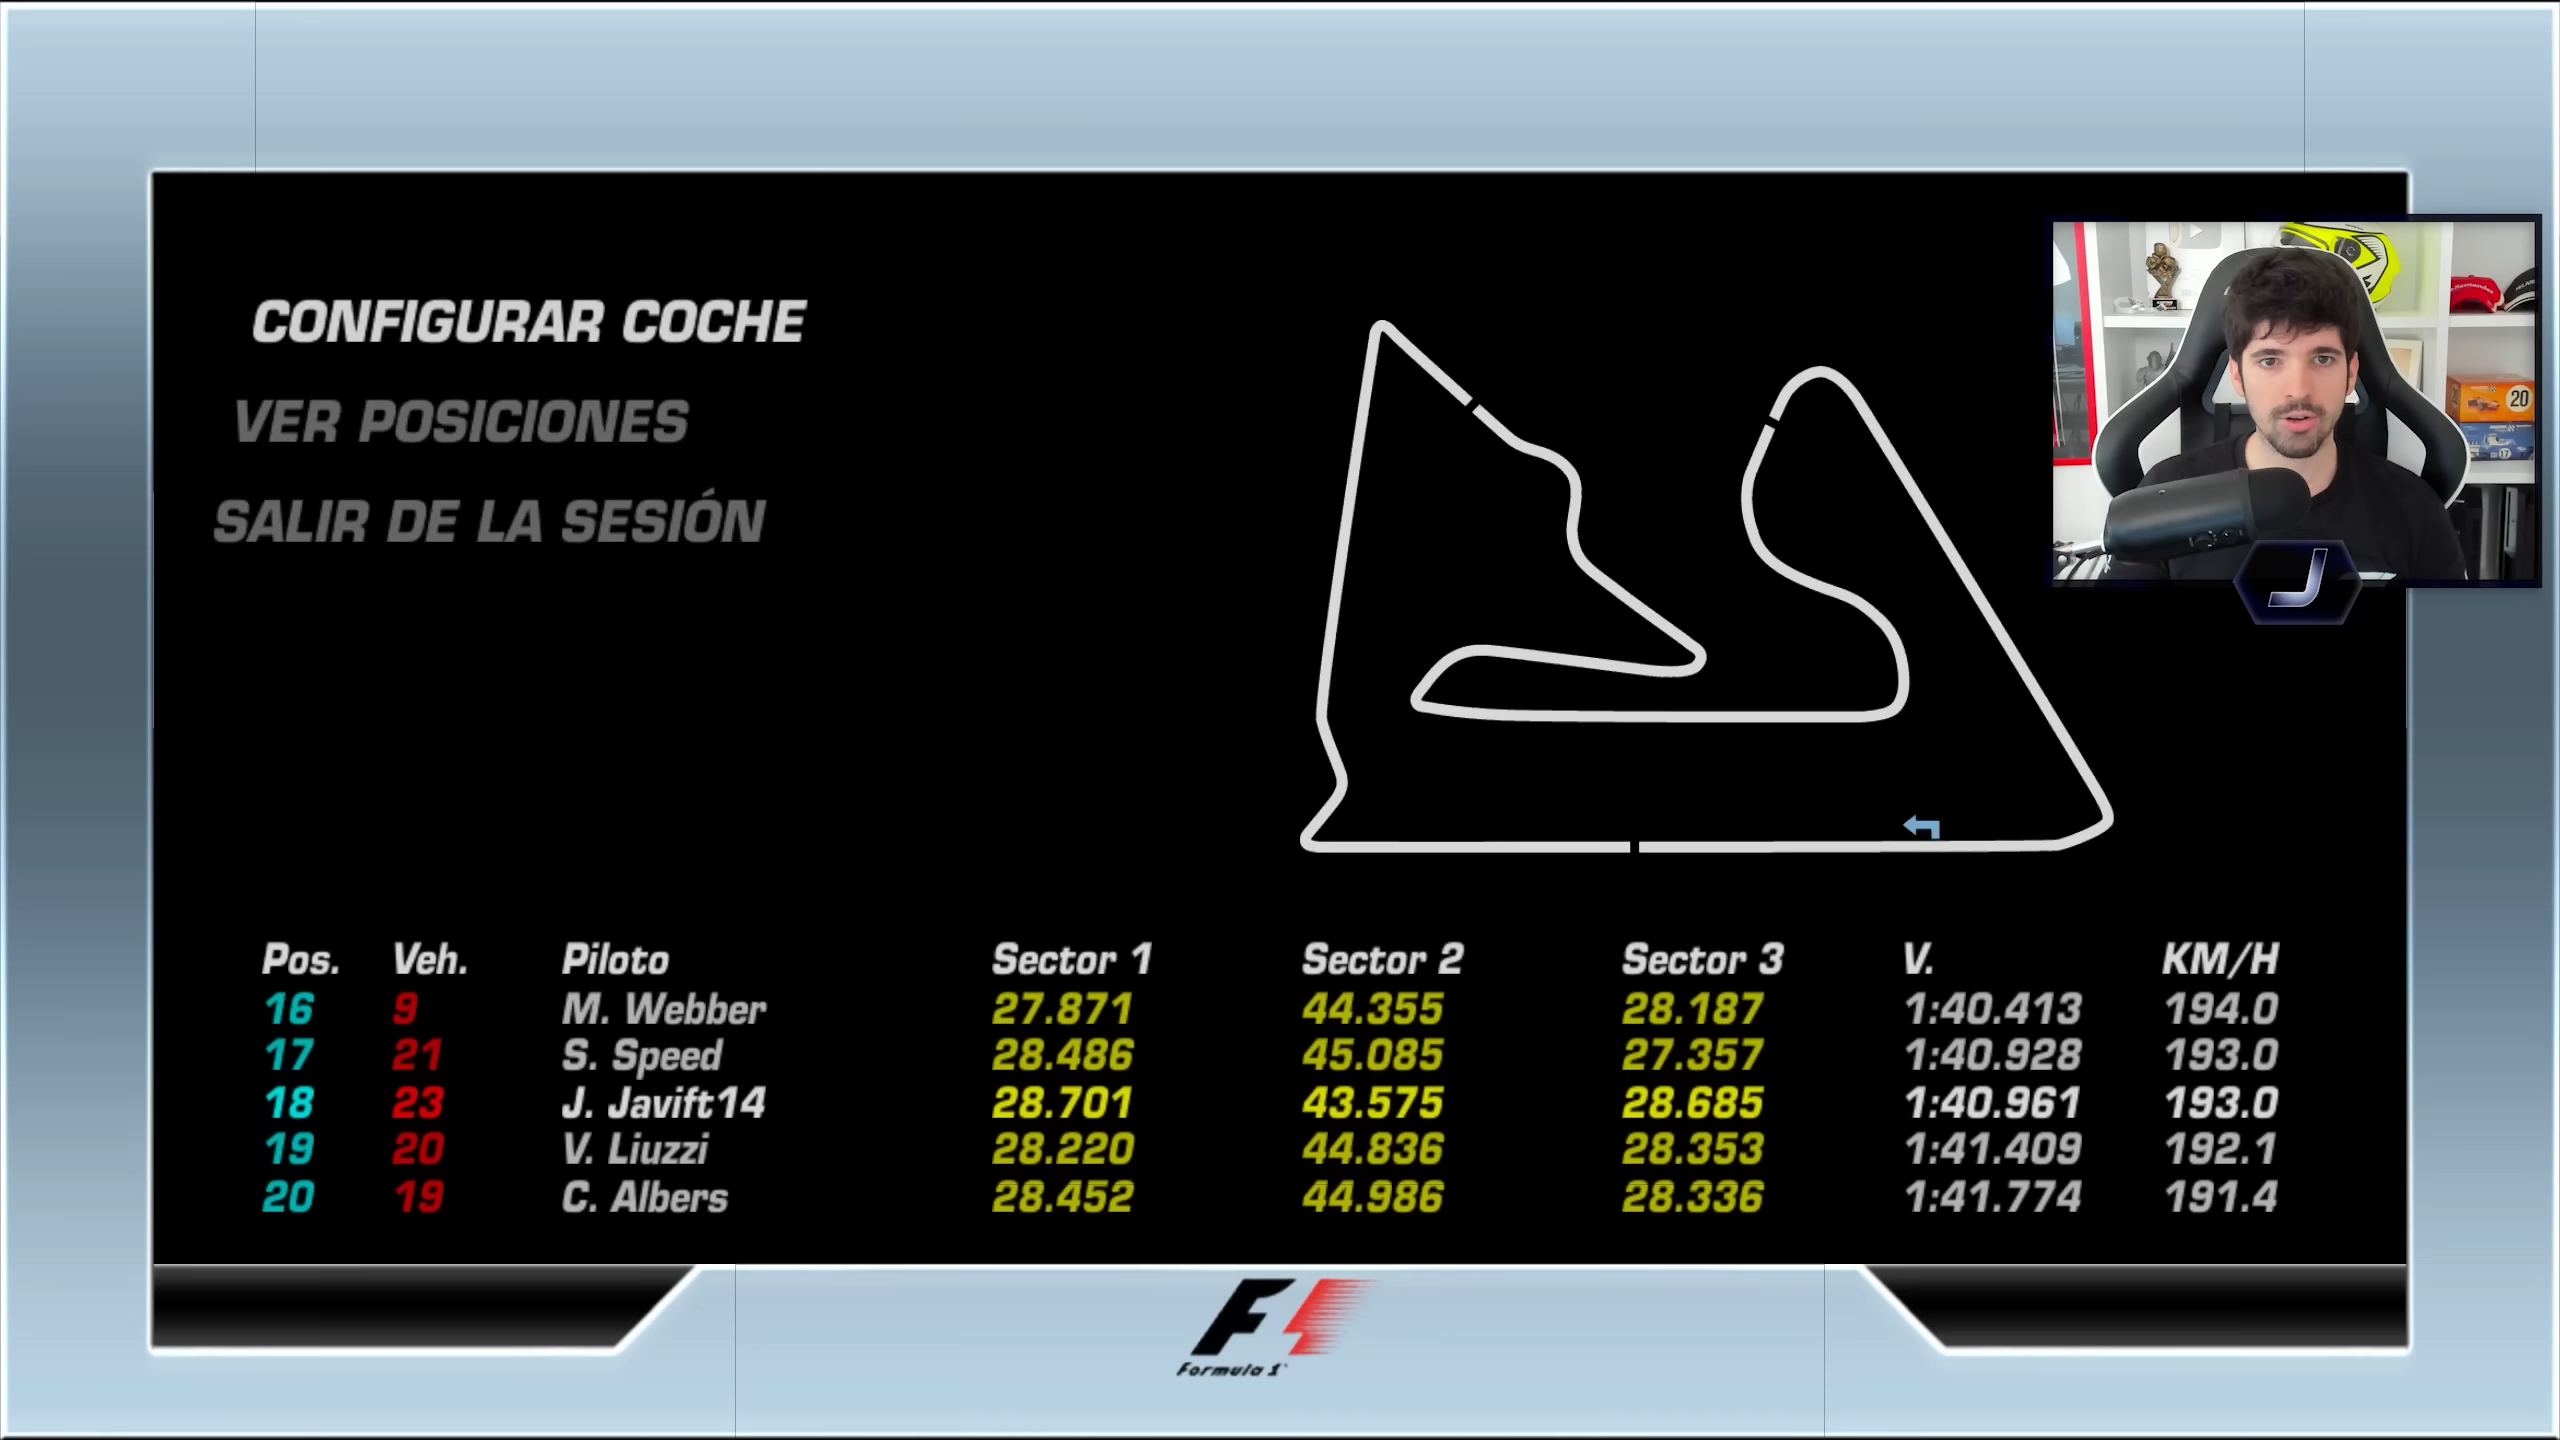 CONFIGURAR COCHE
VER POSICIONES
SALIR DE LA SESIÓN
Santander
20
17
J
Pos. Veh. Piloto Sector 1 Sector 2 Sector 3 V. KM/H
16 9 M. Webber 27.871 44.355 28.187 1:40.413 194.0
17 21 S. Speed 28.486 45.085 27.357 1:40.928 193.0
18 23 J. Javift14 28.701 43.575 28.685 1:40.961 193.0
19 20 V. Liuzzi 28.220 44.836 28.353 1:41.409 192.1
20 19 C. Albers 28.452 44.986 28.336 1:41.774 191.4
F1
Formula 1